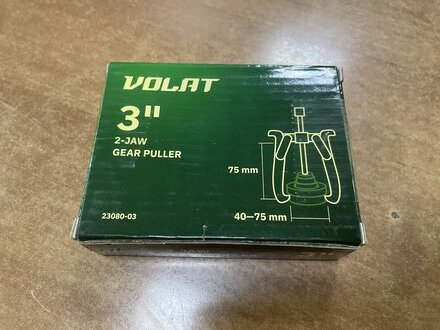 VOLAT
3"
2-JAW
GEAR PULLER
75 mm
23080-03
40—75 mm